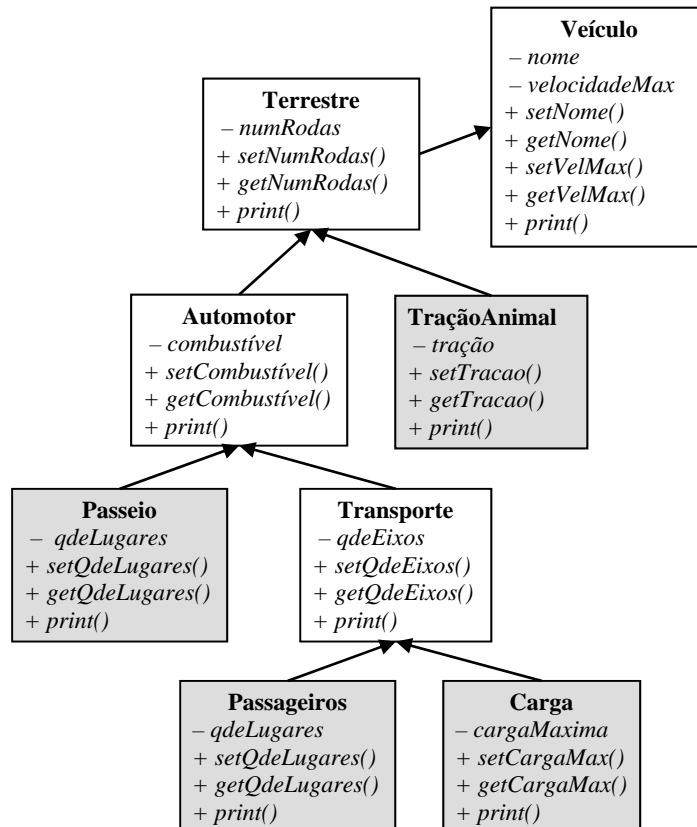 Veículo
– nome
– velocidadeMax
+ setNome()
+ getNome()
+ setVelMax()
+ getVelMax()
+ print()
Terrestre
– numRodas
+ setNumRodas()
+ getNumRodas()
+ print()
Automotor
– combustível
+ setCombustível()
+ getCombustível()
+ print()
TraçãoAnimal
– tração
+ setTracao()
+ getTracao()
+ print()
Passeio
– qdeLugares
+ setQdeLugares()
+ getQdeLugares()
+ print()
Transporte
– qdeEixos
+ setQdeEixos()
+ getQdeEixos()
+ print()
Passageiros
– qdeLugares
+ setQdeLugares()
+ getQdeLugares()
+ print()
Carga
– cargaMaxima
+ setCargaMax()
+ getCargaMax()
+ print()